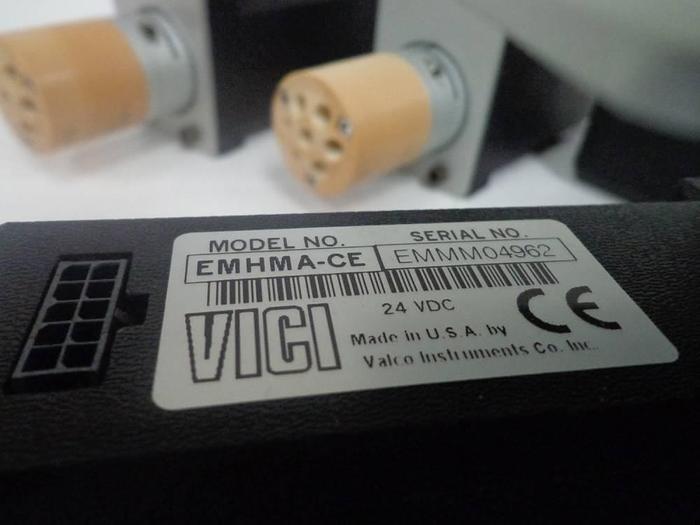 MODEL NO. SERIAL NO.
EMHMA-CE EMMM04962
VICI 24 VDC CE
Made in U.S.A. by
Valco Instruments Co. Inc.